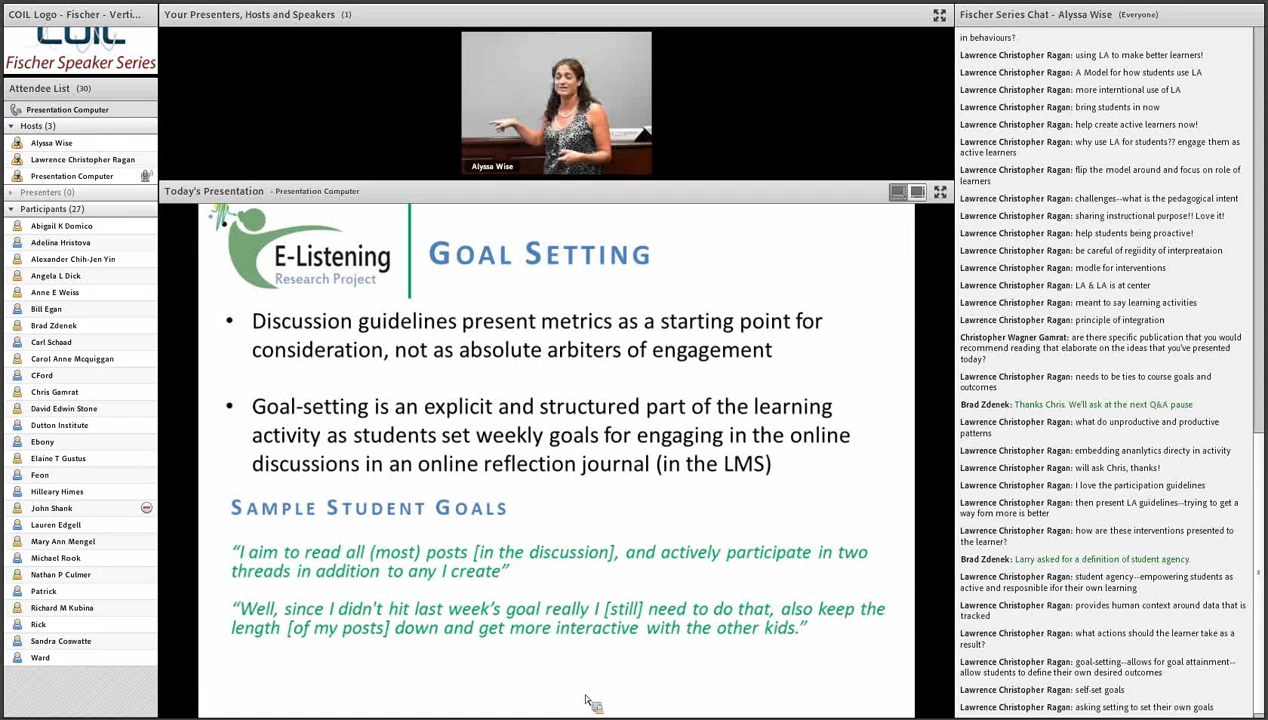 COIL Logo - Fischer - Verti...
COIL
Fischer Speaker Series
Attendee List (30)
Presentation Computer
Hosts (3)
Alyssa Wise
Lawrence Christopher Ragan
Presentation Computer
Presenters (0)
Participants (27)
Abigail K Domico
Adelina Hristova
Alexander Chih-Jen Yin
Angela L Dick
Anne E Weiss
Bill Egan
Brad Zdenek
Carl Schaad
Carol Anne Mcquiggan
CFord
Chris Gamrat
David Edwin Stone
Dutton Institute
Ebony
Elaine T Gustus
Feon
Hilleary Himes
John Shank
Lauren Edgell
Mary Ann Mengel
Michael Rook
Nathan P Culmer
Patrick
Richard M Kubina
Rick
Sandra Coswatte
Ward
Your Presenters, Hosts and Speakers (1)
Alyssa Wise
Today's Presentation - Presentation Computer
E-Listening
Research Project
GOAL SETTING
• Discussion guidelines present metrics as a starting point for
consideration, not as absolute arbiters of engagement
• Goal-setting is an explicit and structured part of the learning
activity as students set weekly goals for engaging in the online
discussions in an online reflection journal (in the LMS)
SAMPLE STUDENT GOALS
“I aim to read all (most) posts [in the discussion], and actively participate in two
threads in addition to any I create”
“Well, since I didn't hit last week’s goal really I [still] need to do that, also keep the
length [of my posts] down and get more interactive with the other kids.”
Fischer Series Chat - Alyssa Wise (Everyone)
in behaviours?
Lawrence Christopher Ragan: using LA to make better learners!
Lawrence Christopher Ragan: A Model for how students use LA
Lawrence Christopher Ragan: more interntional use of LA
Lawrence Christopher Ragan: bring students in now
Lawrence Christopher Ragan: help create active learners now!
Lawrence Christopher Ragan: why use LA for students?? engage them as
active learners
Lawrence Christopher Ragan: flip the model around and focus on role of
learners
Lawrence Christopher Ragan: challenges--what is the pedagogical intent
Lawrence Christopher Ragan: sharing instructional purpose!! Love it!
Lawrence Christopher Ragan: help students being proactive!
Lawrence Christopher Ragan: be careful of regiidity of interpreataion
Lawrence Christopher Ragan: modle for interventions
Lawrence Christopher Ragan: LA & LA is at center
Lawrence Christopher Ragan: meant to say learning activities
Lawrence Christopher Ragan: principle of integration
Christopher Wagner Gamrat: are there specific publication that you would
recommend reading that elaborate on the ideas that you've presented
today?
Lawrence Christopher Ragan: needs to be ties to course goals and
outcomes
Brad Zdenek: Thanks Chris. We'll ask at the next Q&A pause
Lawrence Christopher Ragan: what do unproductive and productive
patterns
Lawrence Christopher Ragan: embedding ananlytics directy in activity
Lawrence Christopher Ragan: will ask Chris, thanks!
Lawrence Christopher Ragan: I love the participation guidelines
Lawrence Christopher Ragan: then present LA guidelines--trying to get a
way fom more is better
Lawrence Christopher Ragan: how are these interventions presented to
the learner?
Brad Zdenek: Larry asked for a definition of student agency.
Lawrence Christopher Ragan: student agency--empowering students as
active and resposnible ifor their own learning
Lawrence Christopher Ragan: provides human context around data that is
tracked
Lawrence Christopher Ragan: what actions should the learner take as a
result?
Lawrence Christopher Ragan: goal-setting--allows for goal attainment--
allow students to define their own desired outcomes
Lawrence Christopher Ragan: self-set goals
Lawrence Christopher Ragan: asking setting to set their own goals